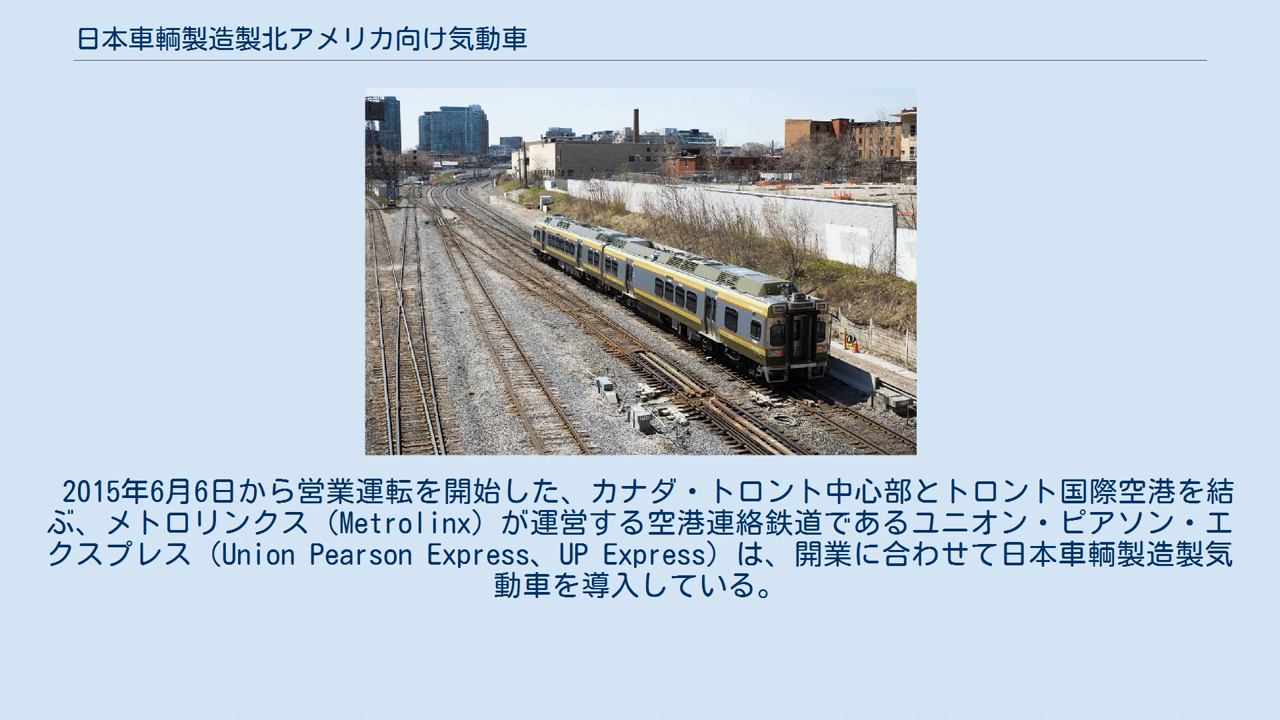 日本車輌製造製北アメリカ向け気動車
2015年6月6日から営業運転を開始した、カナダ・トロント中心部とトロント国際空港を結
ぶ、メトロリンクス（Metrolinx）が運営する空港連絡鉄道であるユニオン・ピアソン・エ
クスプレス（Union Pearson Express、UP Express）は、開業に合わせて日本車輌製造製気
動車を導入している。